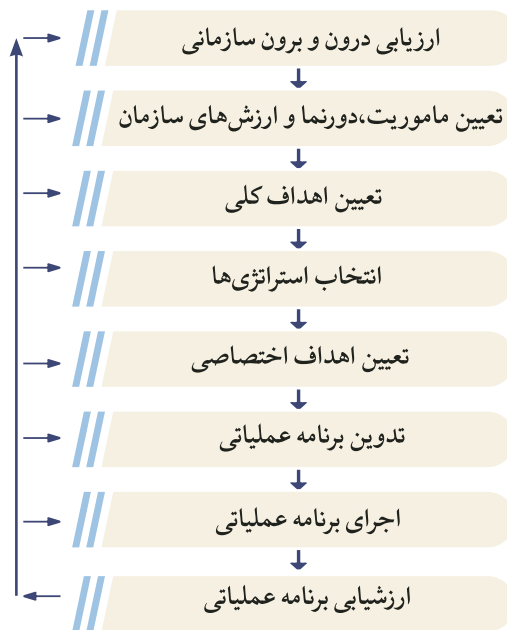 ارزیابی درون و برون سازمانی
تعیین ماموریت،دورنما و ارزش‌های سازمان
تعیین اهداف کلی
انتخاب استراتژی‌ها
تعیین اهداف اختصاصی
تدوین برنامه عملیاتی
اجرای برنامه عملیاتی
ارزشیابی برنامه عملیاتی